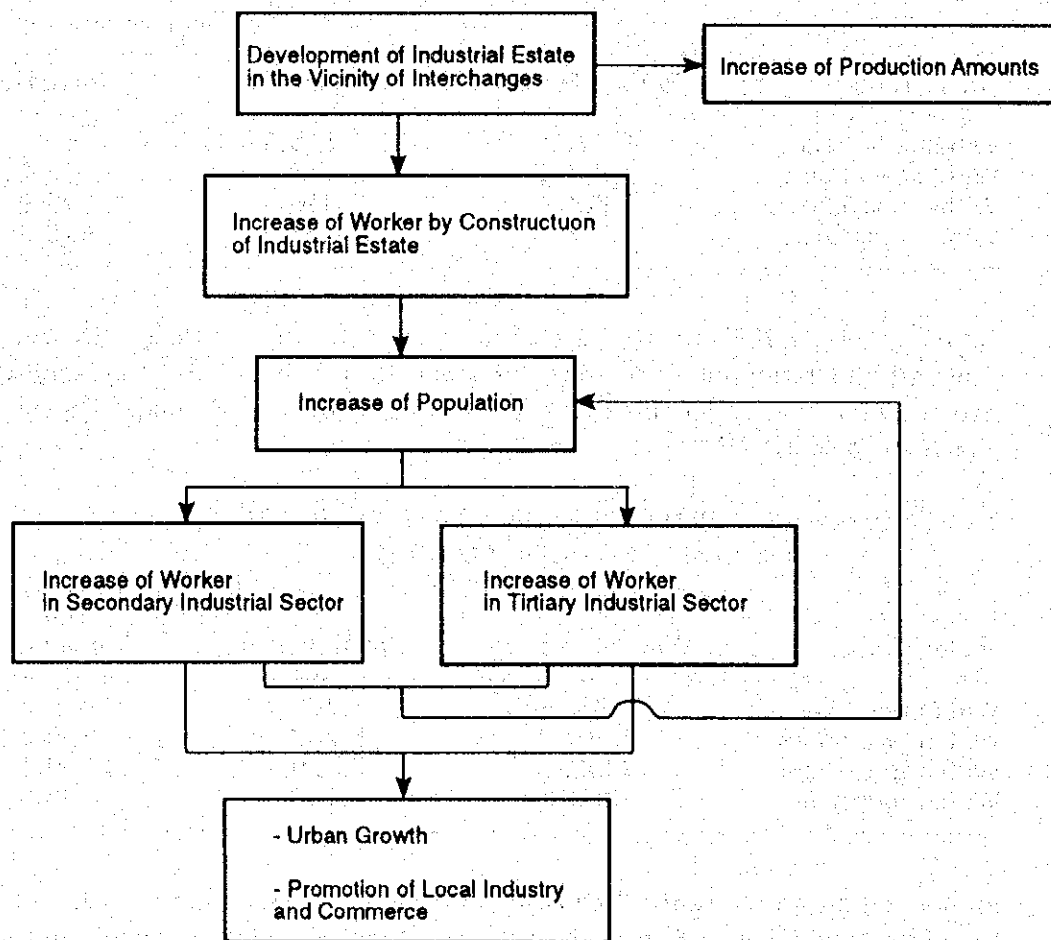 Development of Industrial Estate
in the Vicinity of Interchanges
Increase of Production Amounts
Increase of Worker by Constructuon
of Industrial Estate
Increase of Population
Increase of Worker
in Secondary Industrial Sector
Increase of Worker
in Tirtiary Industrial Sector
- Urban Growth
- Promotion of Local Industry
and Commerce